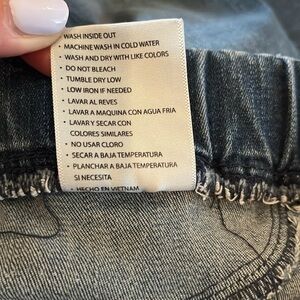 WASH INSIDE OUT
• MACHINE WASH IN COLD WATER
• WASH AND DRY WITH LIKE COLORS
• DO NOT BLEACH
• TUMBLE DRY LOW
• LOW IRON IF NEEDED
• LAVAR AL REVES
• LAVAR A MAQUINA CON AGUA FRIA
• LAVAR Y SECAR CON
COLORES SIMILARES
• NO USAR CLORO
• SECAR A BAJA TEMPERATURA
• PLANCHAR A BAJA TEMPERATURA
SI NECESITA
• HECHO EN VIETNAM